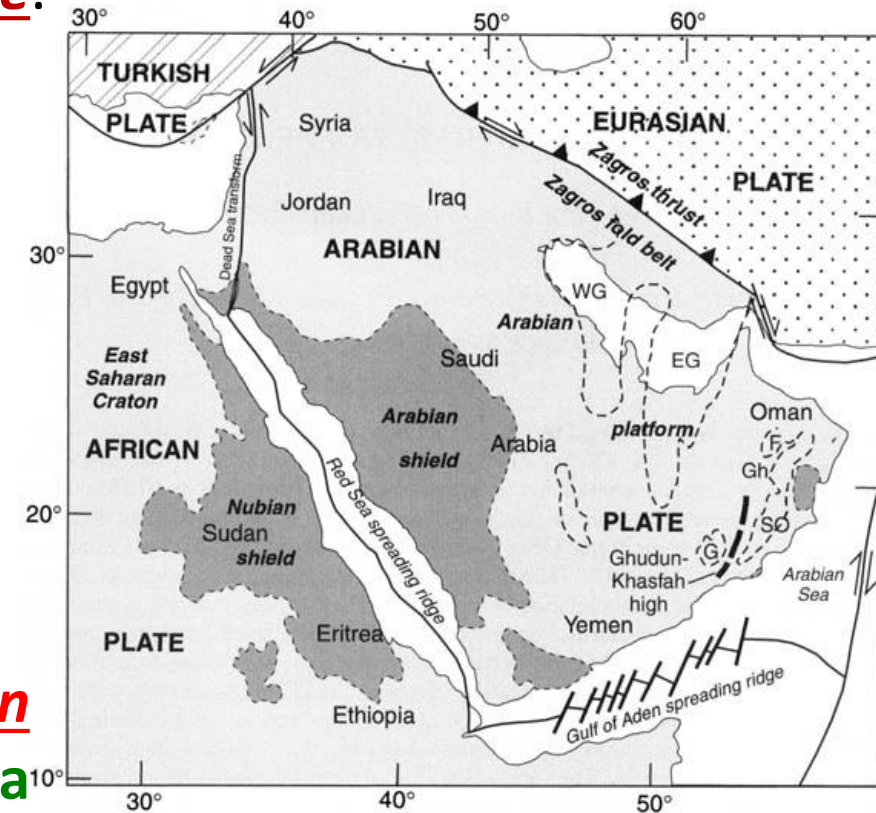 e.
30° 40° 50° 60°
TURKISH
PLATE
EURASIAN
PLATE
Syria
Dead Sea transform
Jordan
Iraq
Zagros thrust
Zagros fold belt
30°
ARABIAN
Egypt
WG
Arabian
EG
East
Saharan
Craton
Saudi
Arabian
shield
Arabia
platform
Oman
F
Gh
AFRICAN
20°
Nubian
Sudan
shield
Red Sea spreading ridge
PLATE
SO
G
Ghudun-
Khasfah
high
Arabian
Sea
PLATE
Eritrea
Yemen
Ethiopia
Gulf of Aden spreading ridge
n
a
10°
30° 40° 50°